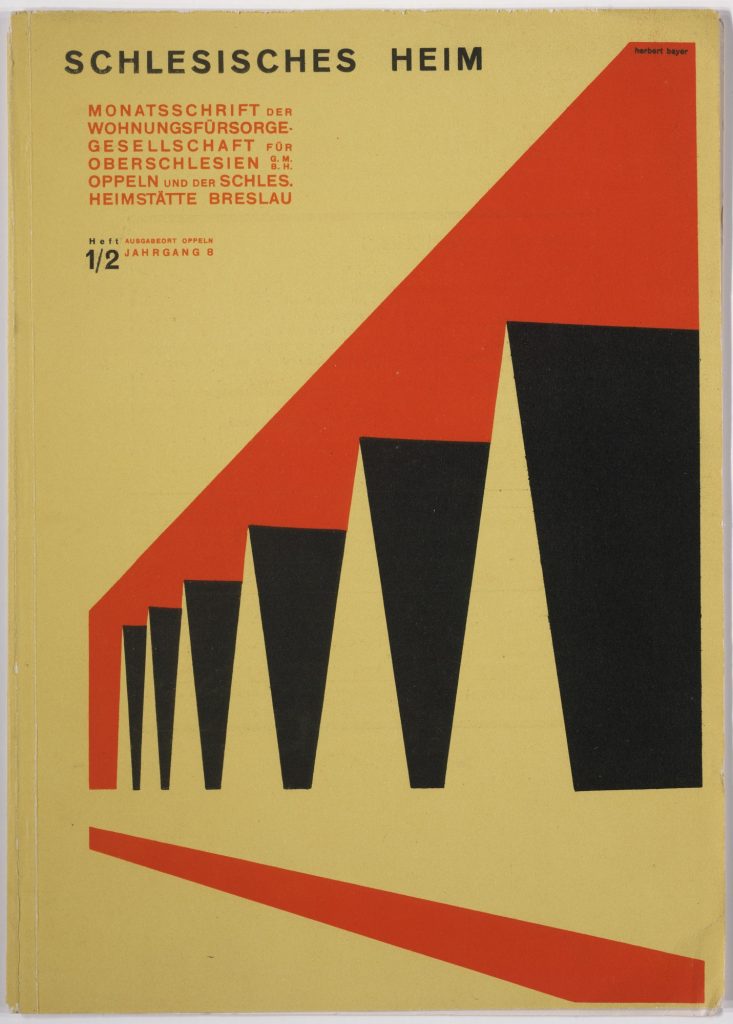 SCHLESISCHES HEIM
herbert bayer
MONATSSCHRIFT DER
WOHNUNGSFÜRSORGE-
GESELLSCHAFT FÜR
OBERSCHLESIEN G.M.B.H.
OPPELN UND DER SCHLES.
HEIMSTÄTTE BRESLAU
Heft AUSGABEORT OPPELN
1/2 JAHRGANG 8